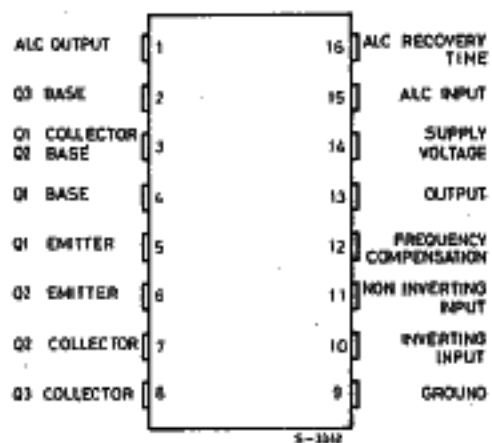 ALC OUTPUT 1 16 ALC RECOVERY
TIME
Q3 BASE 2 15 ALC INPUT
Q1 COLLECTOR SUPPLY
Q2 BASE 3 14 VOLTAGE
Q1 BASE 4 13 OUTPUT
Q1 EMITTER 5 12 FREQUENCY
COMPENSATION
Q2 EMITTER 6 11 NON INVERTING
INPUT
Q2 COLLECTOR 7 10 INVERTING
INPUT
Q3 COLLECTOR 8 9 GROUND